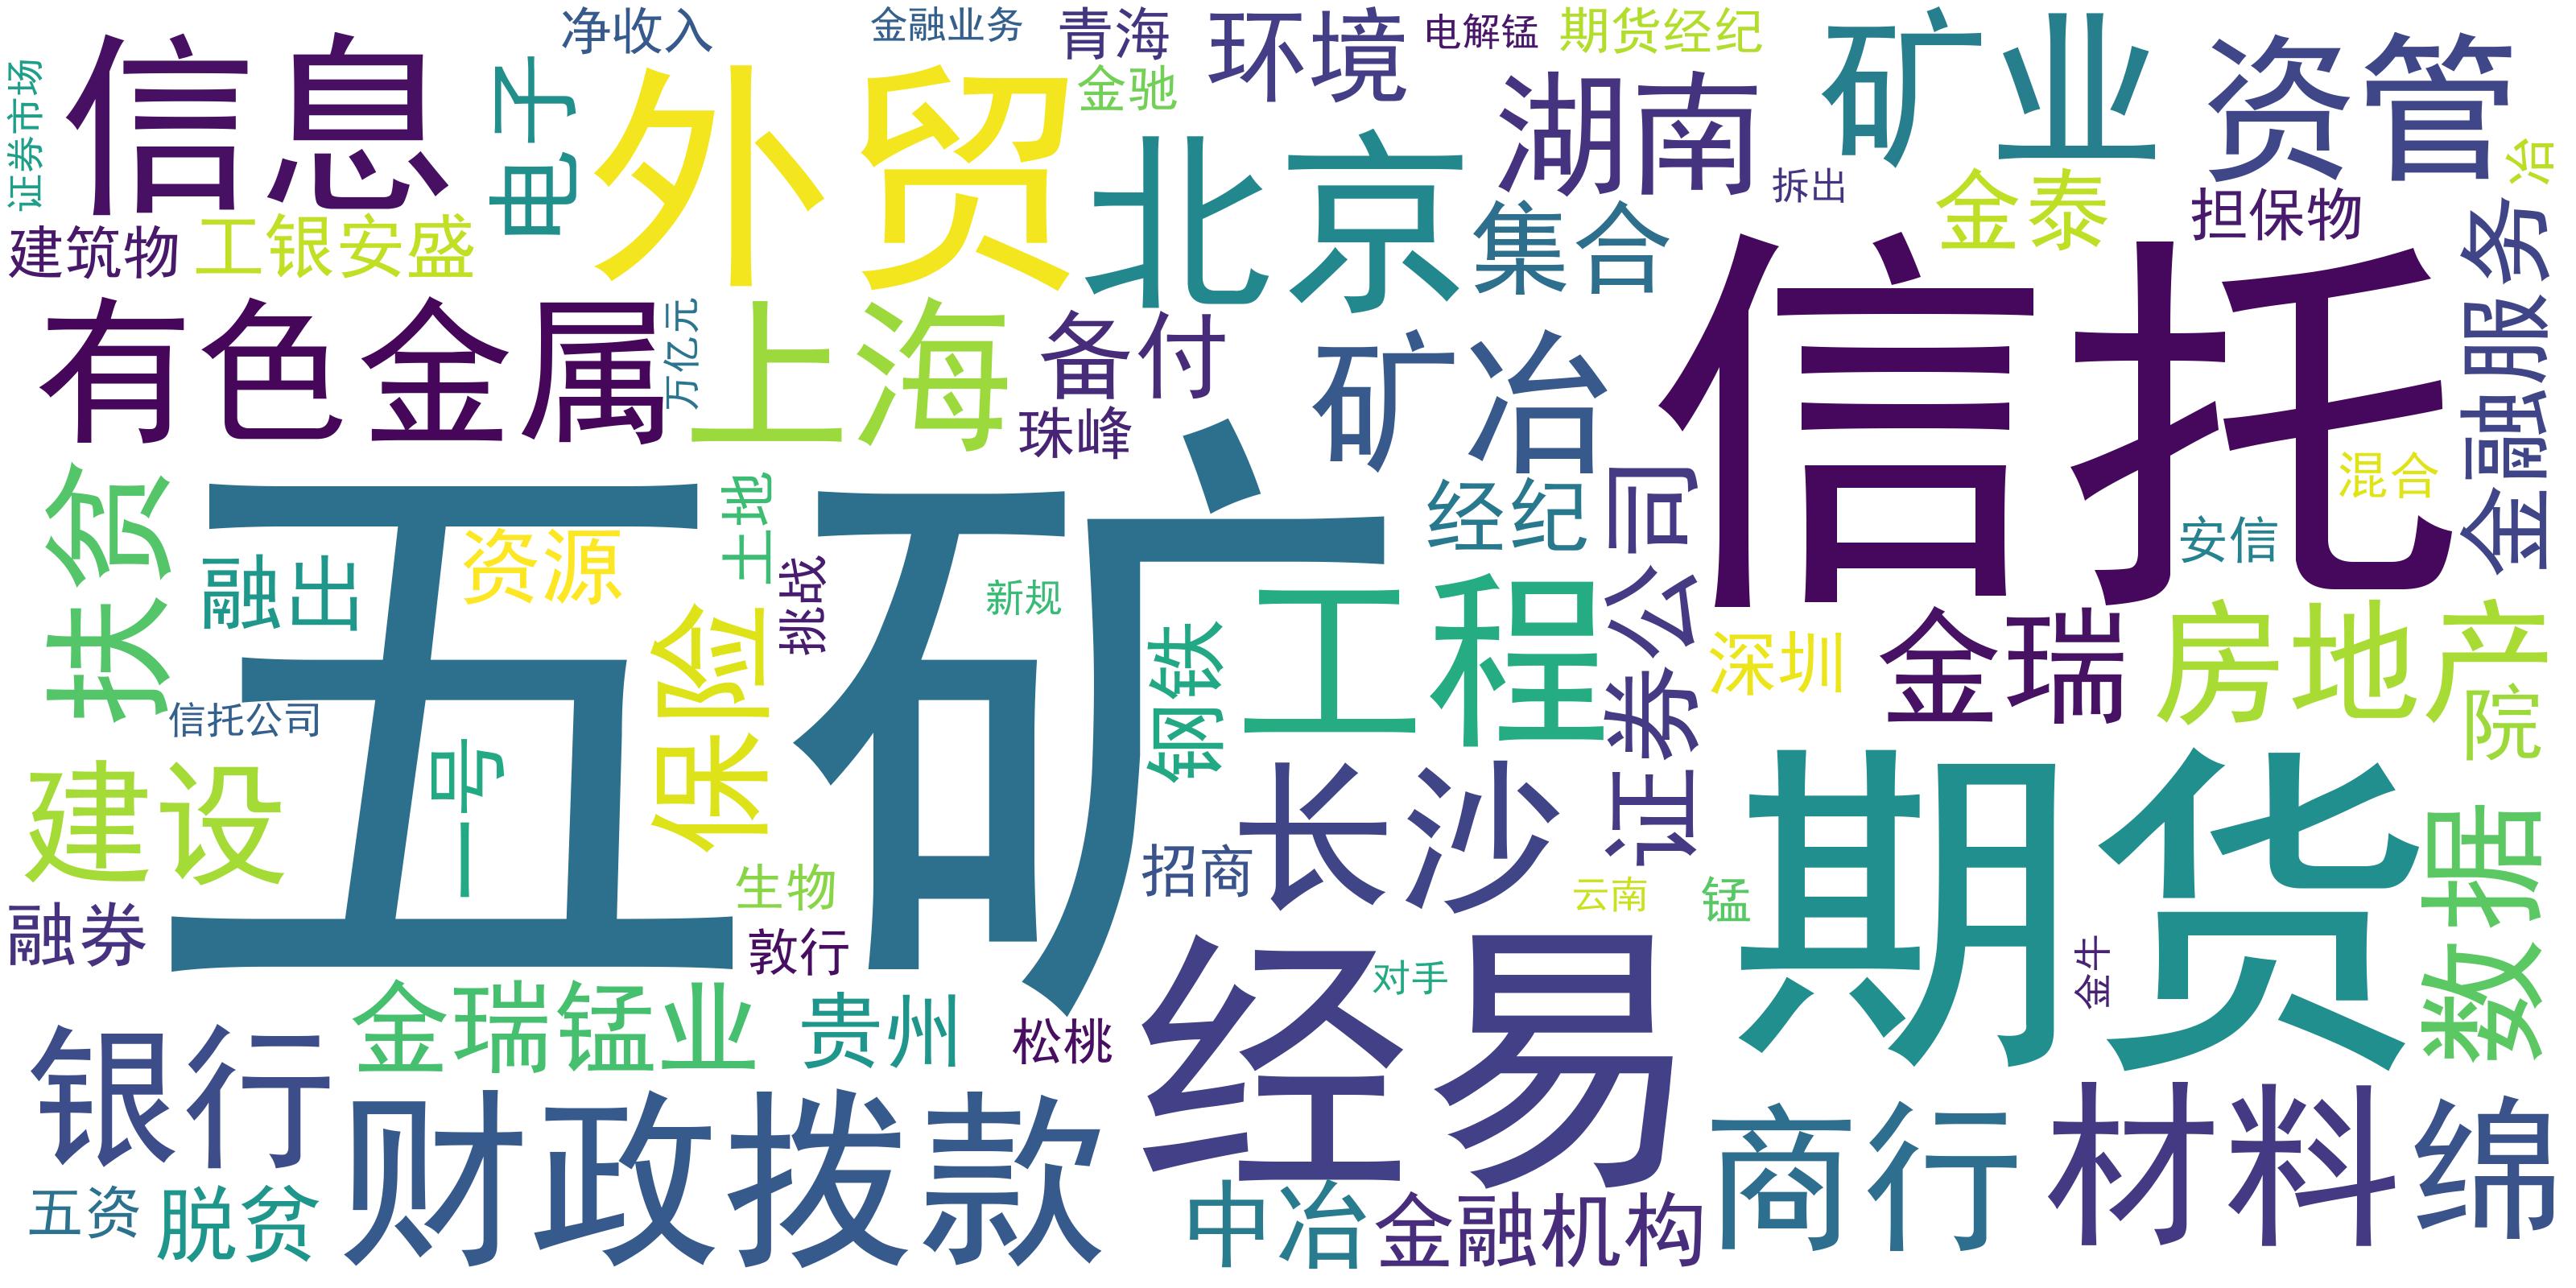 净收入
金融业务
青海
环境
电解锰
期货经纪
矿业
资管
信息
证券市场
电子
外贸
金驰
湖南
北京
拆出
金泰
担保物
冶
建筑物
工银安盛
集合
信托
金融服务
有色金属
万亿元
上海
备付
珠峰
矿冶
扶贫
融出
资源
土地
挑战
五矿
新规
经纪
证券公司
混合
安信
信托公司
一号
保险
钢铁
工程
深圳
金瑞
房地产
院
建设
生物
招商
长沙
云南
锰
期货
数据
融券
敦行
金瑞锰业
贵州
松桃
经易
对手
金牛
银行
财政拨款
五资
脱贫
中冶
金融机构
商行
材料
绵